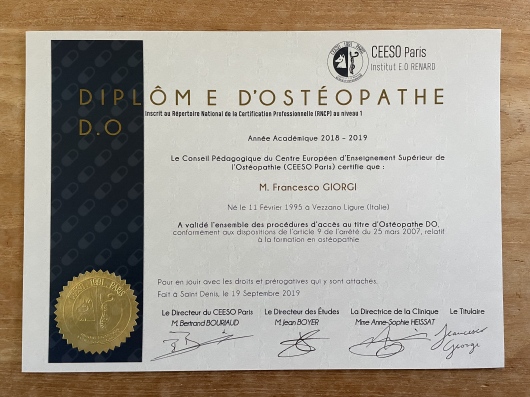 CEESO Paris
Institut E.O RENARD
DIPLÔME D'OSTÉOPATHE
D.O
Inscrit au Répertoire National de la Certification Professionnelle (RNCP) au niveau 1
Année Académique 2018 - 2019
Le Conseil Pédagogique du Centre Européen d'Enseignement Supérieur de
l'Ostéopathie (CEESO Paris) certifie que :
M. Francesco GIORGI
Né le 11 Février 1995 à Vezzano Ligure (Italie)
A validé l'ensemble des procédures d'accès au titre d'Ostéopathe DO,
conformément aux dispositions de l'article 9 de l'arrêté du 25 mars 2007, relatif
à la formation en ostéopathie
Pour en jouir avec les droits et prérogatives qui y sont attachés.
Fait à Saint Denis, le 19 Septembre 2019
Le Directeur du CEESO Paris Le Directeur des Études La Directrice de la Clinique Le Titulaire
M. Bertrand BOURIAUD M. Jean BOYER Mme Anne-Sophie HEISSAT